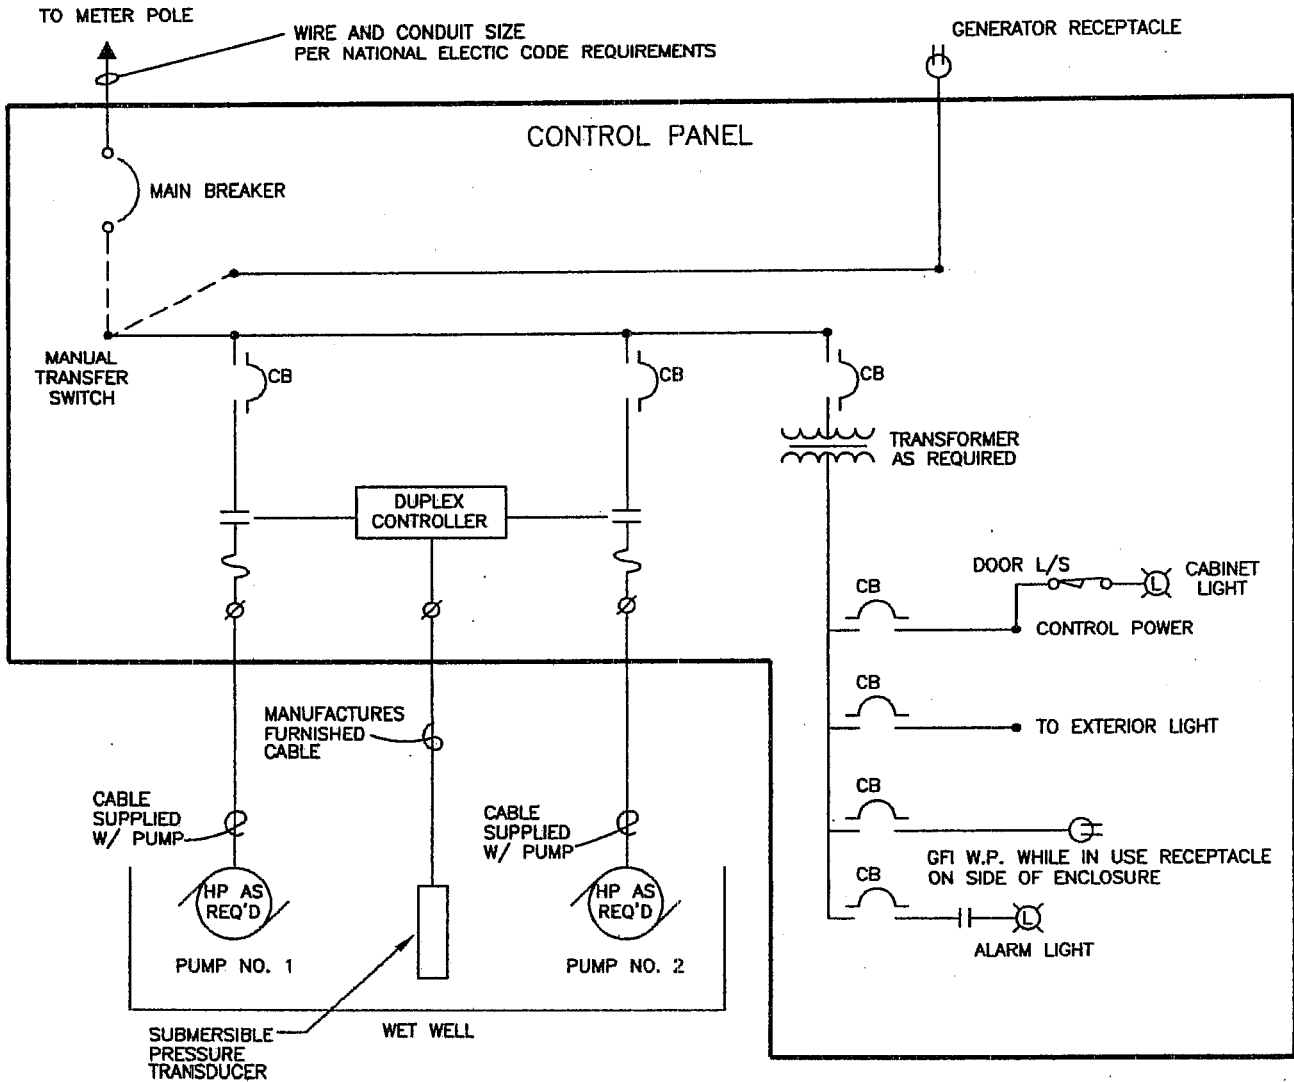 TO METER POLE
WIRE AND CONDUIT SIZE
PER NATIONAL ELECTIC CODE REQUIREMENTS
GENERATOR RECEPTACLE
CONTROL PANEL
MAIN BREAKER
MANUAL
TRANSFER
SWITCH
CB
CB
CB
TRANSFORMER
AS REQUIRED
DUPLEX
CONTROLLER
DOOR L/S
L
CABINET
LIGHT
CB
CONTROL POWER
CB
TO EXTERIOR LIGHT
MANUFACTURES
FURNISHED
CABLE
CB
GFI W.P. WHILE IN USE RECEPTACLE
ON SIDE OF ENCLOSURE
CABLE
SUPPLIED
W/ PUMP
CABLE
SUPPLIED
W/ PUMP
CB
L
ALARM LIGHT
HP AS
REQ'D
HP AS
REQ'D
PUMP NO. 1
PUMP NO. 2
WET WELL
SUBMERSIBLE
PRESSURE
TRANSDUCER